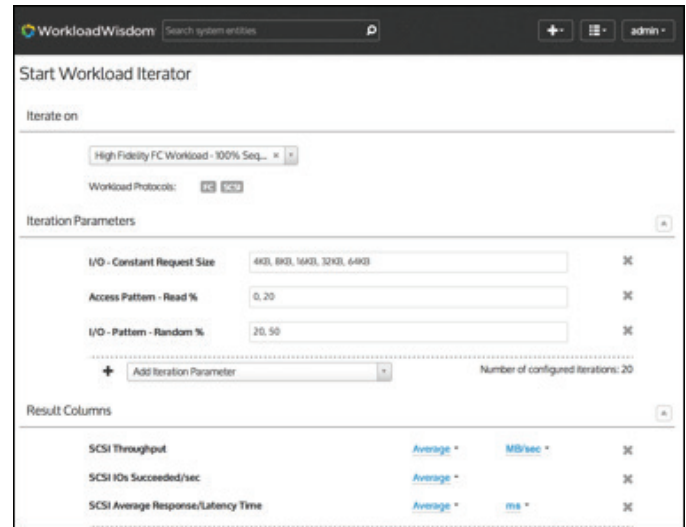 WorkloadWisdom Search system entities admin
Start Workload Iterator
Iterate on
High Fidelity FC Workload - 100% Seq...
Workload Protocols: FC SCSI
Iteration Parameters
I/O - Constant Request Size 4KB, 8KB, 16KB, 32KB, 64KB
Access Pattern - Read % 0, 20
I/O - Pattern - Random % 20, 50
Add Iteration Parameter Number of configured iterations: 20
Result Columns
SCSI Throughput Average MB/sec
SCSI IOs Succeeded/sec Average
SCSI Average Response/Latency Time Average ms